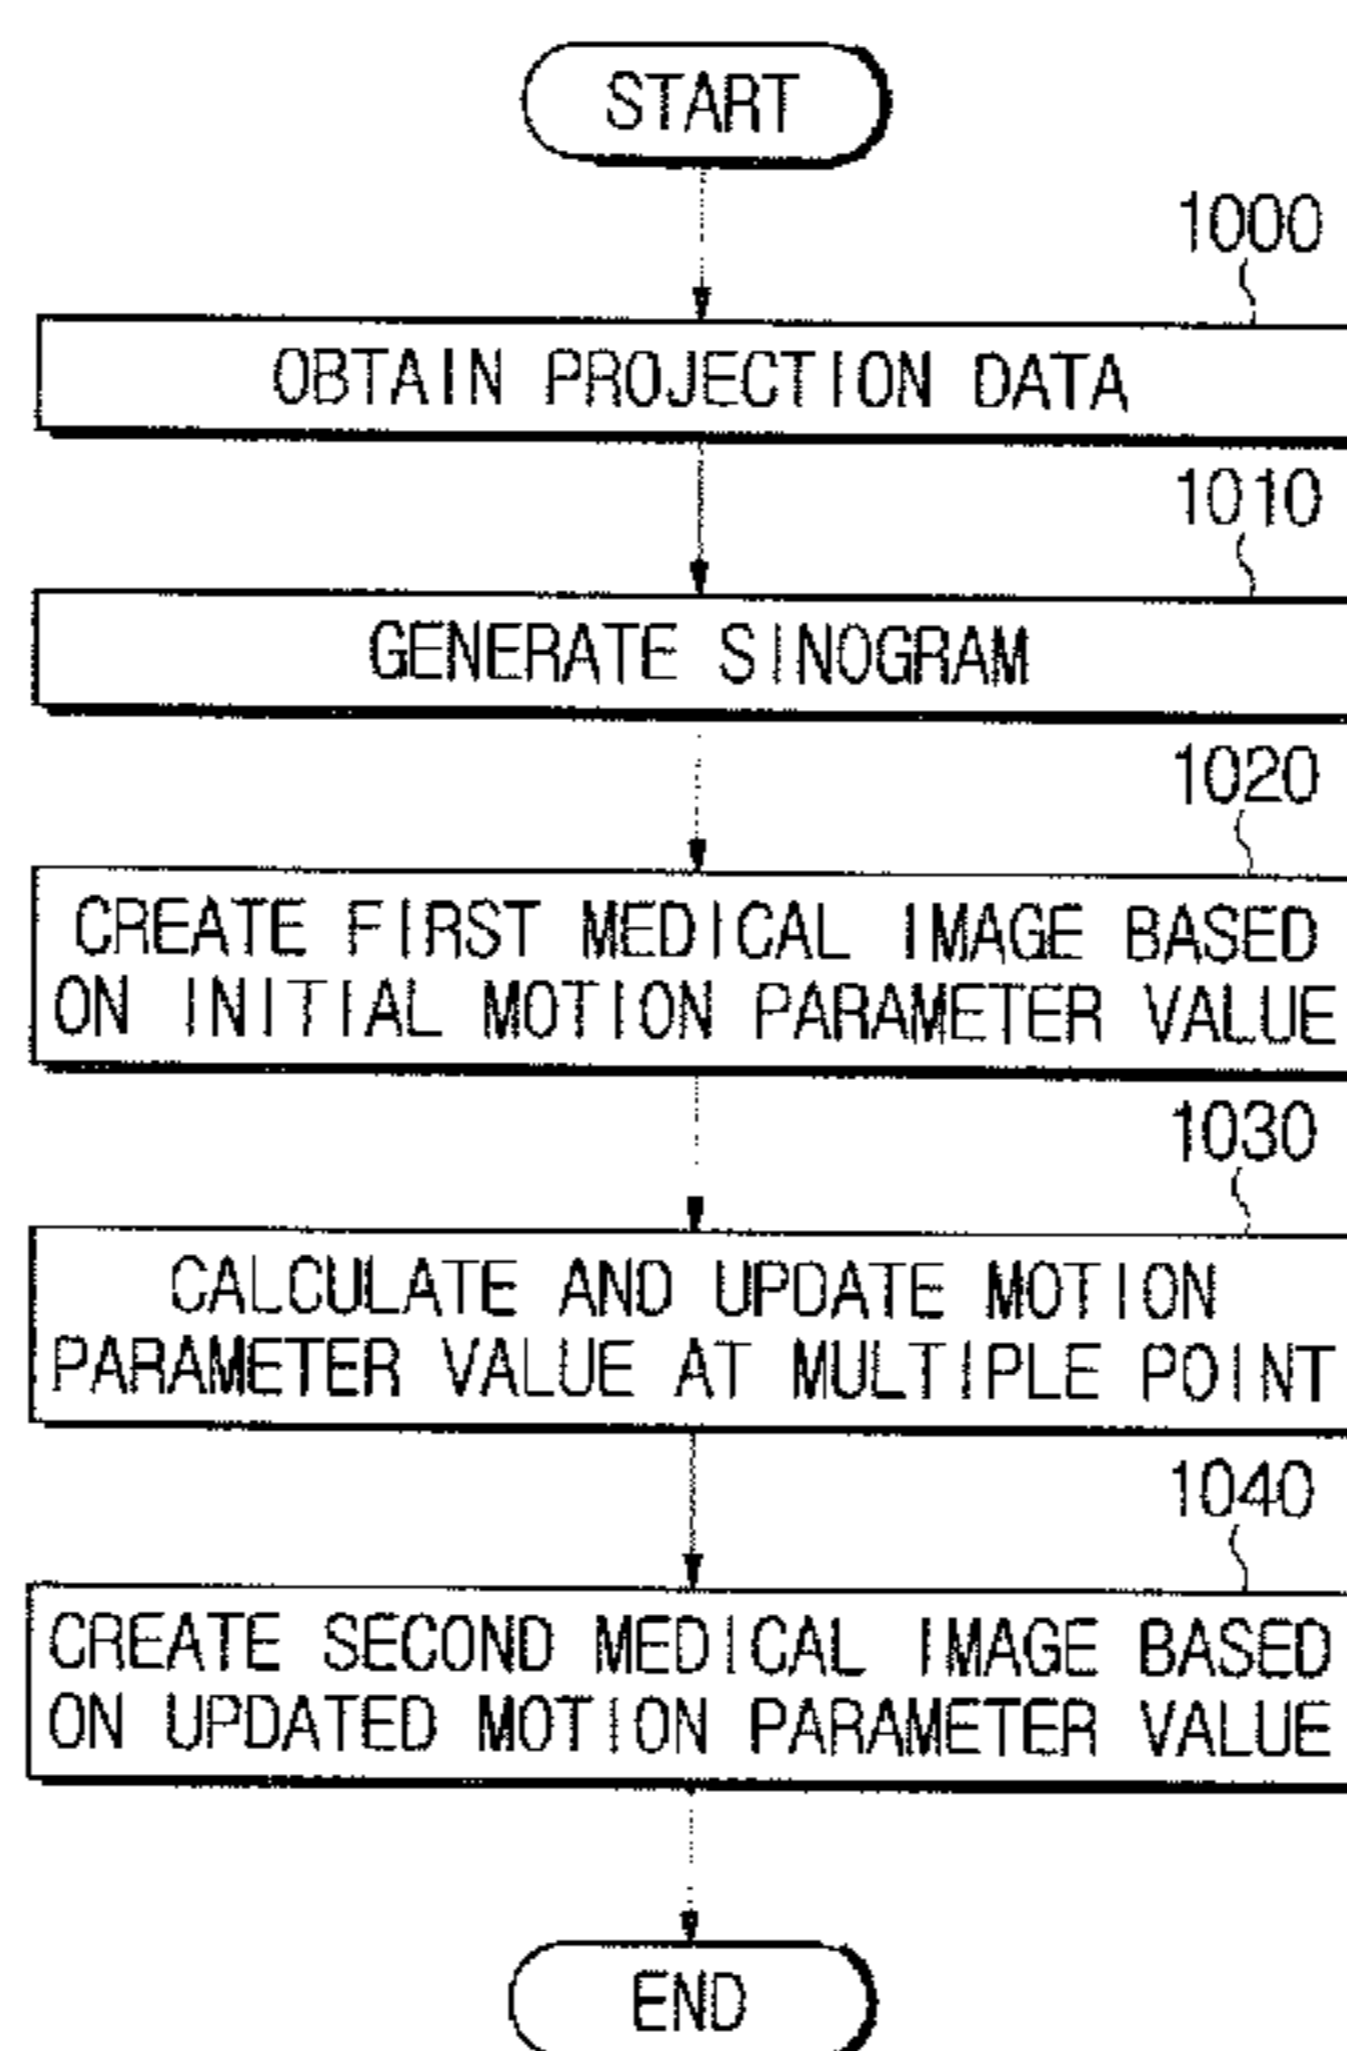 START
1000
OBTAIN PROJECTION DATA
1010
GENERATE SINOGRAM
1020
CREATE FIRST MEDICAL IMAGE BASED
ON INITIAL MOTION PARAMETER VALUE
1030
CALCULATE AND UPDATE MOTION
PARAMETER VALUE AT MULTIPLE POINT
1040
CREATE SECOND MEDICAL IMAGE BASED
ON UPDATED MOTION PARAMETER VALUE
END